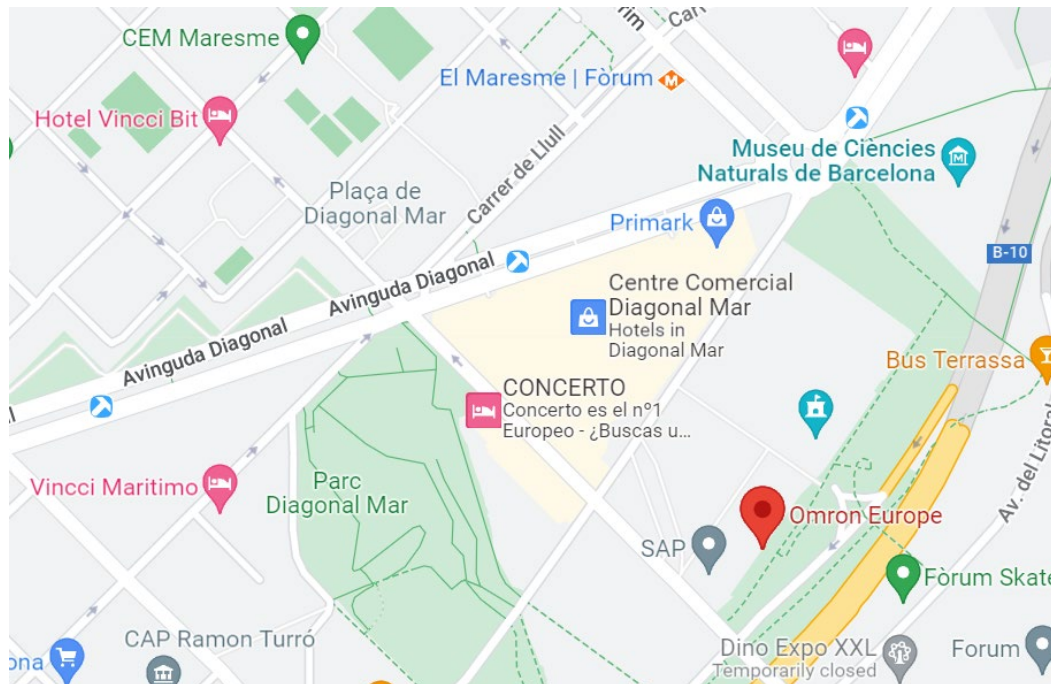 CEM Maresme
El Maresme | Fòrum
M
Hotel Vincci Bit
Carrer de Llull
Museu de Ciències
Naturals de Barcelona
M
Plaça de
Diagonal Mar
Primark
B-10
Avinguda Diagonal
Avinguda Diagonal
Centre Comercial
Diagonal Mar
Hotels in
Diagonal Mar
Bus Terrassa
CONCERTO
Concerto es el nº1
Europeo - ¿Buscas u...
Av. del Litoral
Vincci Maritimo
Parc
Diagonal Mar
Omron Europe
SAP
Fòrum Skate
CAP Ramon Turró
Dino Expo XXL
Temporarily closed
Forum